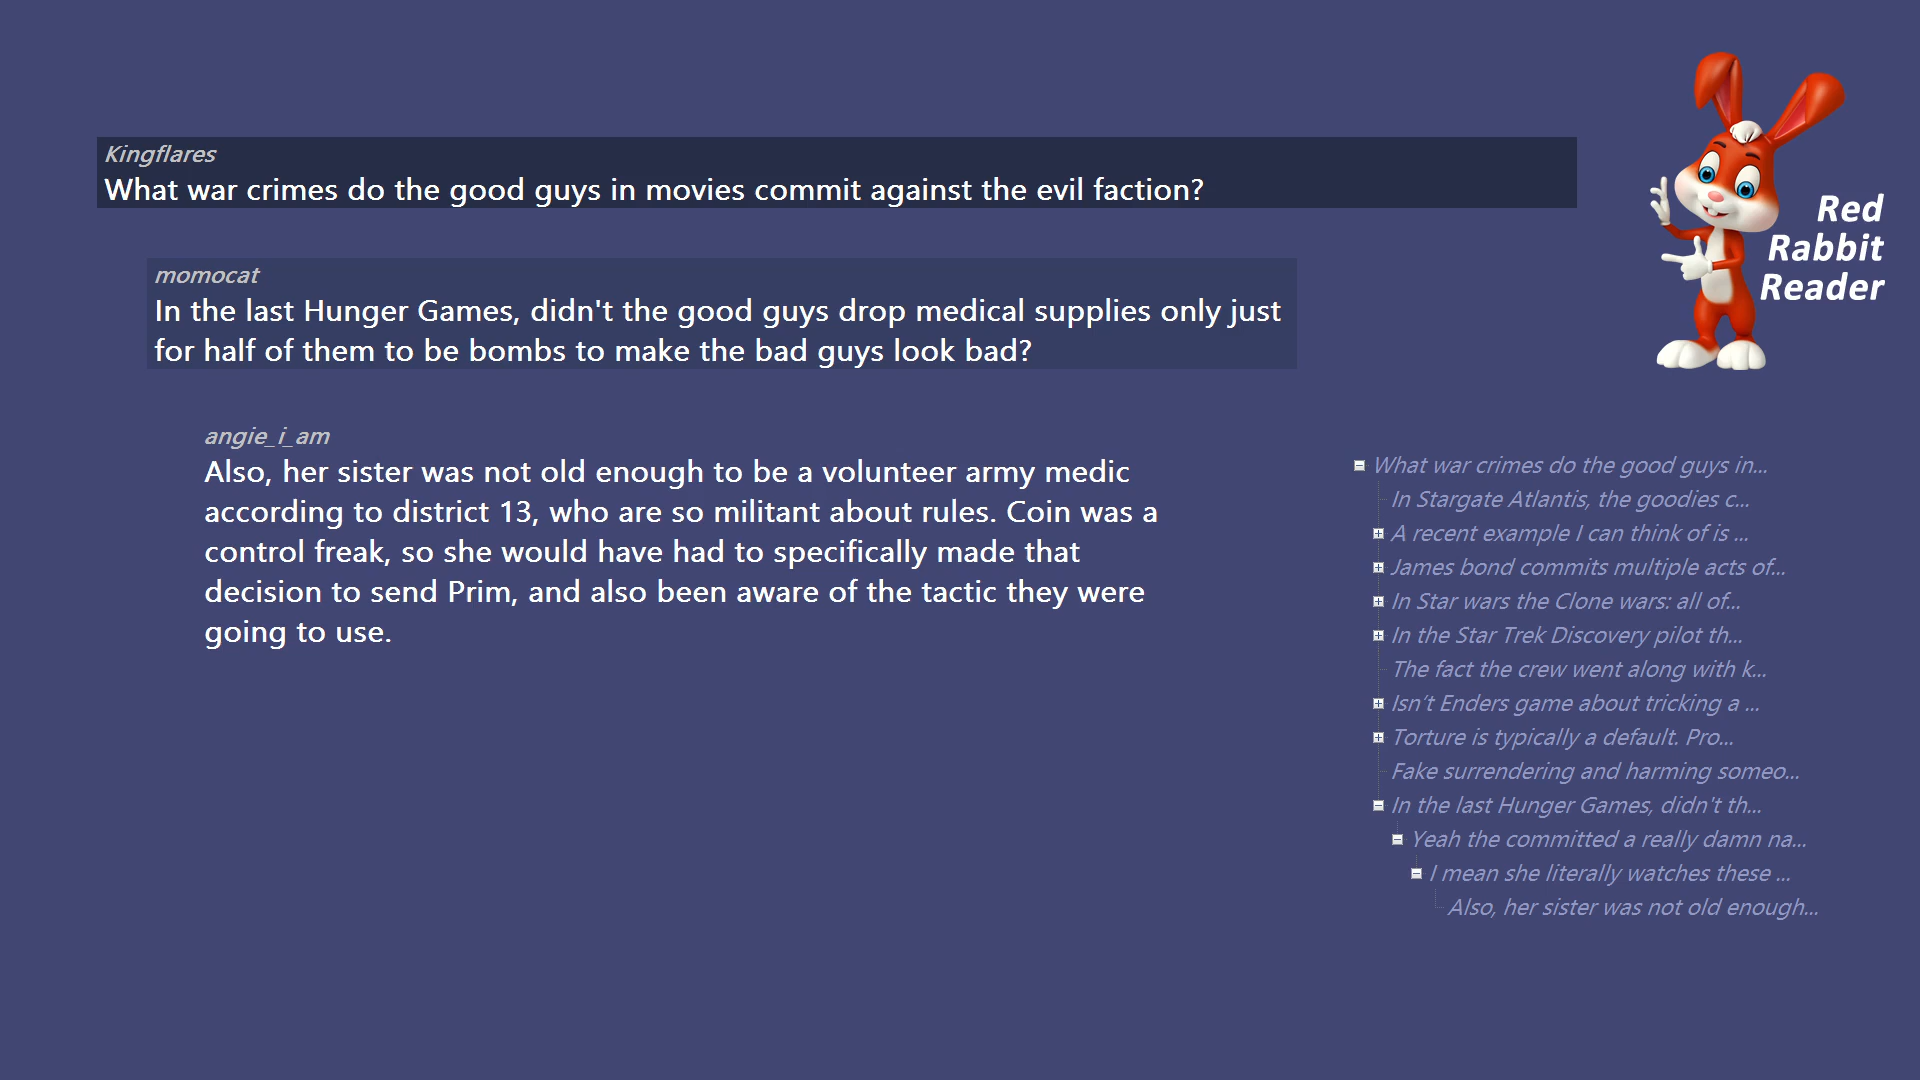 Kingflares
What war crimes do the good guys in movies commit against the evil faction?
momocat
In the last Hunger Games, didn't the good guys drop medical supplies only just
for half of them to be bombs to make the bad guys look bad?
angie_i_am
Also, her sister was not old enough to be a volunteer army medic
according to district 13, who are so militant about rules. Coin was a
control freak, so she would have had to specifically made that
decision to send Prim, and also been aware of the tactic they were
going to use.
Red
Rabbit
Reader
What war crimes do the good guys in...
In Stargate Atlantis, the goodies c...
A recent example I can think of is ...
James bond commits multiple acts of...
In Star wars the Clone wars: all of...
In the Star Trek Discovery pilot th...
The fact the crew went along with k...
Isn’t Enders game about tricking a ...
Torture is typically a default. Pro...
Fake surrendering and harming someo...
In the last Hunger Games, didn't th...
Yeah the committed a really damn na...
I mean she literally watches these ...
Also, her sister was not old enough...